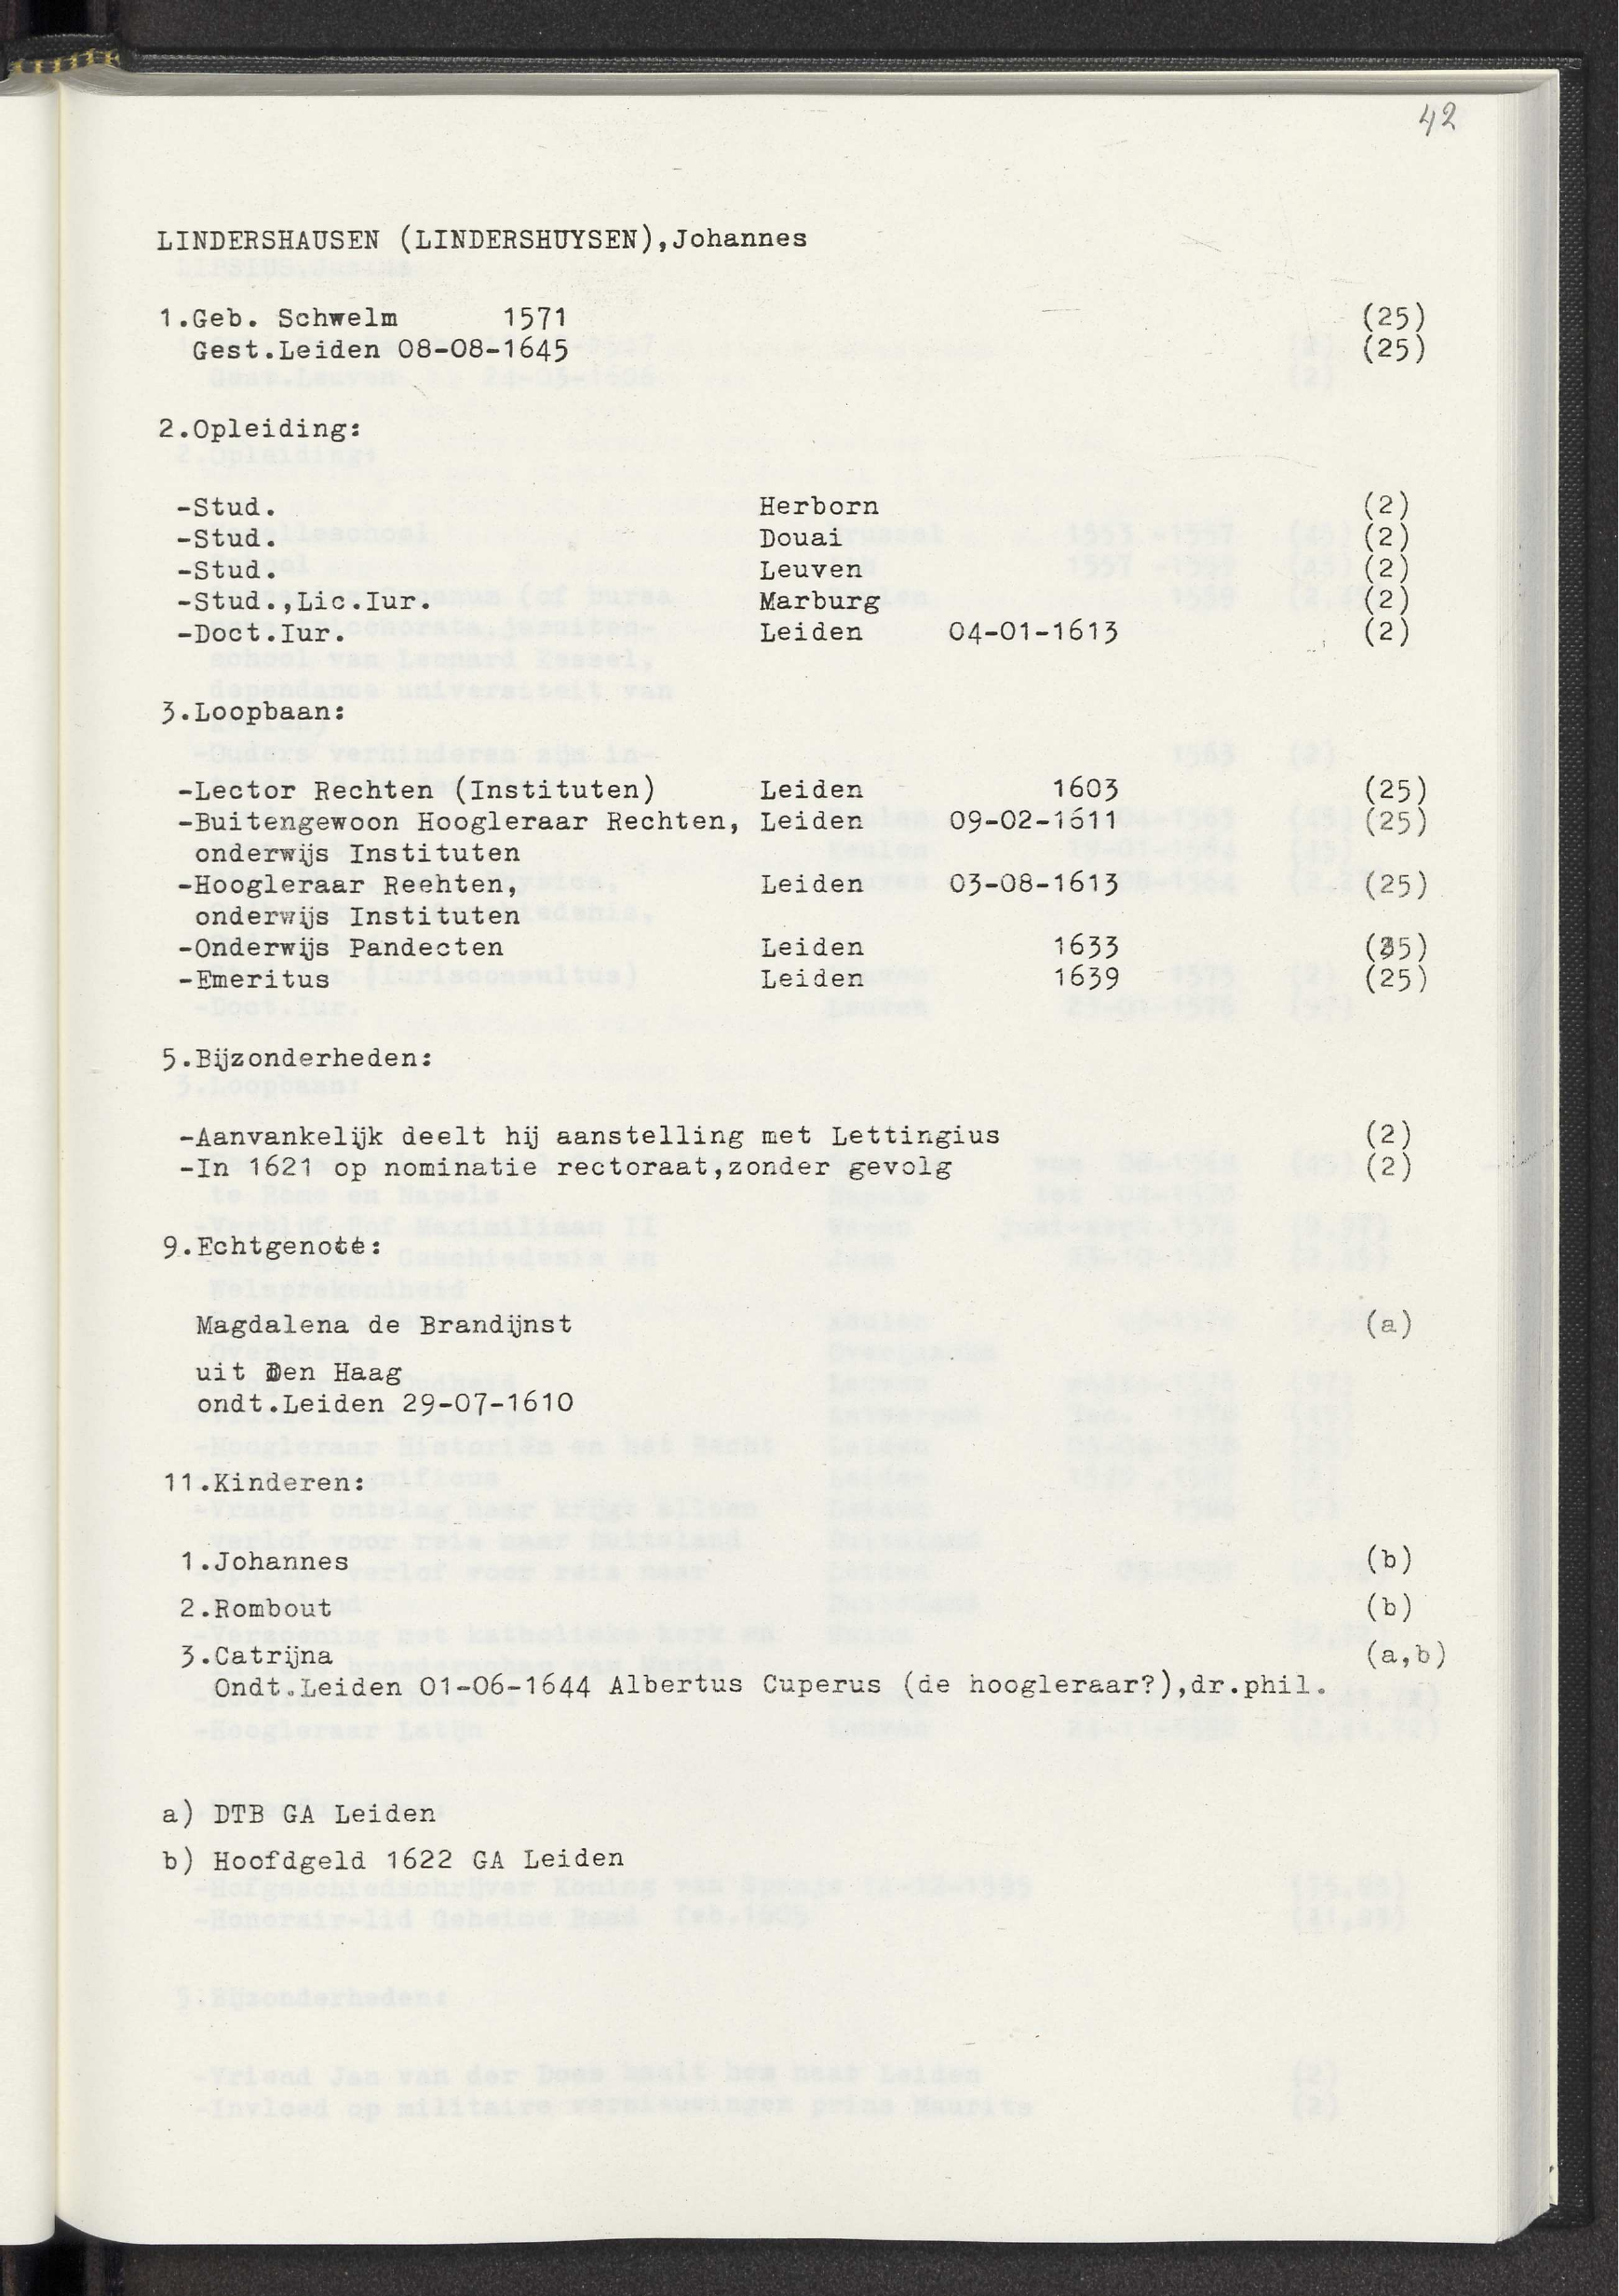 42
LINDERSHAUSEN (LINDERSHUYSEN),Johannes
1.Geb. Schwelm 1571 (25)
Gest.Leiden 08-08-1645 (25)
2.Opleiding:
-Stud. Herborn (2)
-Stud. Douai (2)
-Stud. Leuven (2)
-Stud.,Lic.Iur. Marburg (2)
-Doct.Iur. Leiden 04-01-1613 (2)
3.Loopbaan:
-Lector Rechten (Instituten) Leiden 1603 (25)
-Buitengewoon Hoogleraar Rechten, Leiden 09-02-1611 (25)
onderwijs Instituten
-Hoogleraar Reehten, Leiden 03-08-1613 (25)
onderwijs Instituten
-Onderwijs Pandecten Leiden 1633 (25)
-Emeritus Leiden 1639 (25)
5.Bijzonderheden:
-Aanvankelijk deelt hij aanstelling met Lettingius (2)
-In 1621 op nominatie rectoraat,zonder gevolg (2)
9.Echtgenote:
Magdalena de Brandijnst (a)
uit Den Haag
ondt.Leiden 29-07-1610
11.Kinderen:
1.Johannes (b)
2.Rombout (b)
3.Catrijna (a,b)
Ondt.Leiden 01-06-1644 Albertus Cuperus (de hoogleraar?),dr.phil.
a) DTB GA Leiden
b) Hoofdgeld 1622 GA Leiden